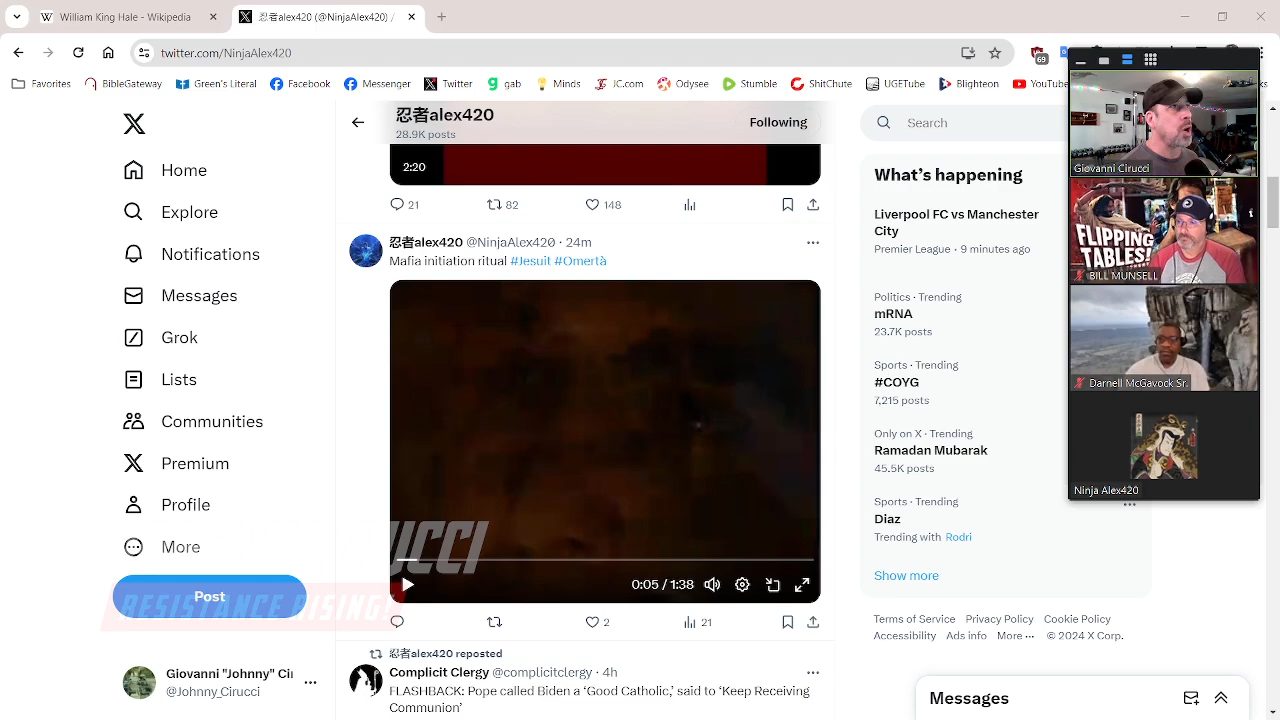 William King Hale - Wikipedia
忍者alex420 (@NinjaAlex420) /
twitter.com/NinjaAlex420
69
Favorites
BibleGateway
Green's Literal
Facebook
Messenger
Twitter
gab
Minds
JC.com
Odysee
Stumble
ShitChute
UGETube
Blighteon
YouTube
忍者alex420
28.9K posts
Following
Search
2:20
21
82
148
忍者alex420 @NinjaAlex420 · 24m
Mafia initiation ritual #Jesuit #Omertà
0:05 / 1:38
2
21
忍者alex420 reposted
Complicit Clergy @complicitclergy · 4h
FLASHBACK: Pope called Biden a 'Good Catholic,' said to 'Keep Receiving
Communion'
Home
Explore
Notifications
Messages
Grok
Lists
Communities
Premium
Profile
More
Post
UCCI
RESISTANCE RISING!
Giovanni "Johnny" Cir
@Johnny_Cirucci
What's happening
Liverpool FC vs Manchester
City
Premier League · 9 minutes ago
Politics · Trending
mRNA
23.7K posts
Sports · Trending
#COYG
7,215 posts
Only on X · Trending
Ramadan Mubarak
45.5K posts
Sports · Trending
Diaz
Trending with Rodri
Show more
Terms of Service Privacy Policy Cookie Policy
Accessibility Ads info More ··· © 2024 X Corp.
Messages
Giovanni Cirucci
FLIPPING
TABLES!
BILL MUNSELL
Darnell McGavock Sr.
Ninja Alex420